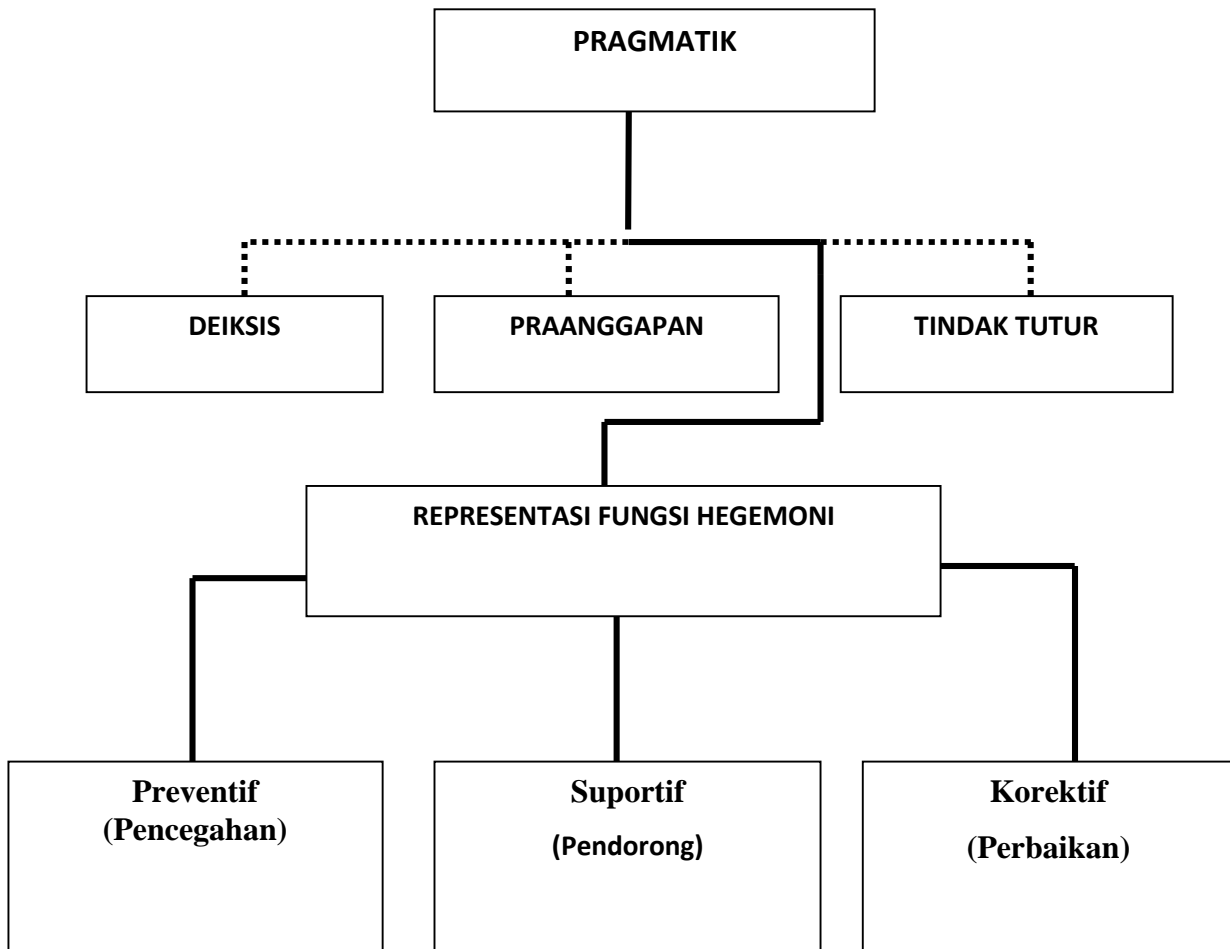 PRAGMATIK
DEIKSIS
PRAANGGAPAN
TINDAK TUTUR
REPRESENTASI FUNGSI HEGEMONI
Preventif
(Pencegahan)
Suportif
(Pendorong)
Korektif
(Perbaikan)